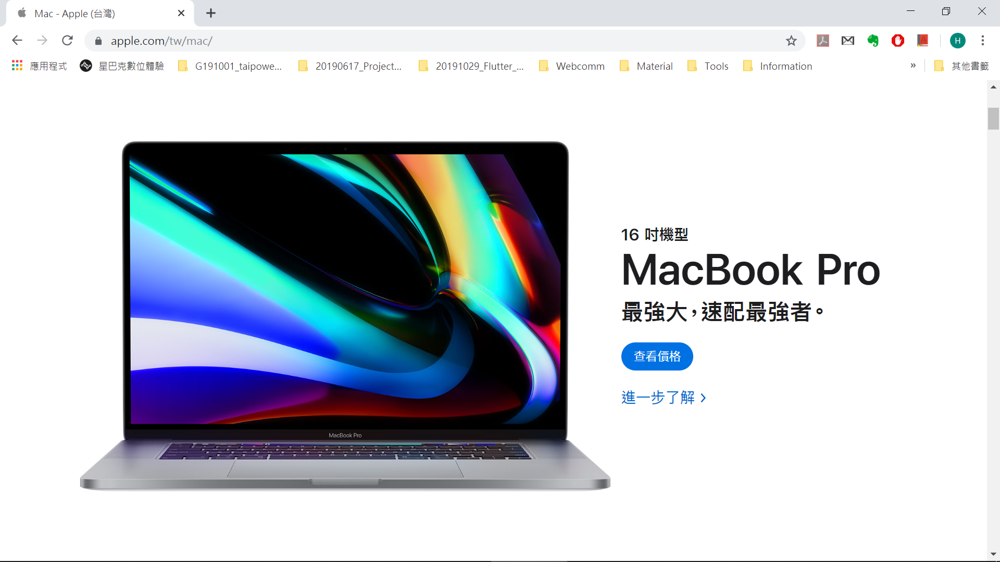 Mac - Apple (台灣)
apple.com/tw/mac/
H
應用程式 星巴克數位體驗 G191001_taipowe... 20190617_Project... 20191029_Flutter_... Webcomm Material Tools Information » 其他書籤
16 吋機型
MacBook Pro
最強大，速配最強者。
查看價格
進一步了解 >
MacBook Pro